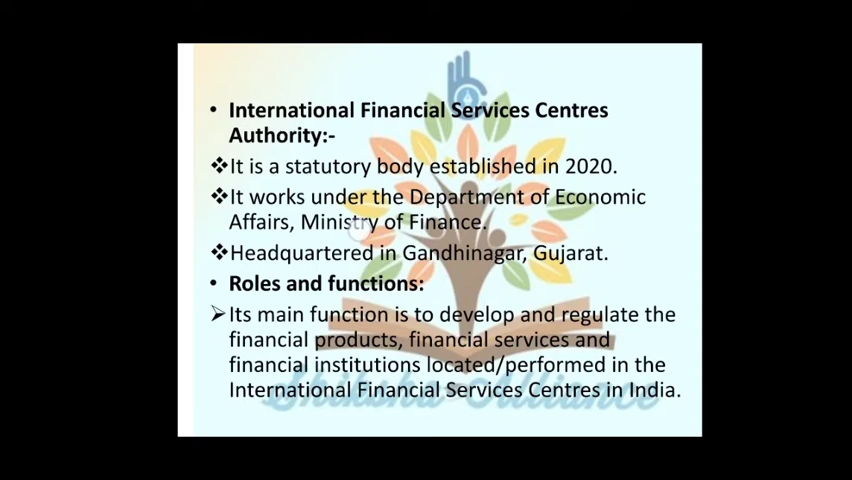 • International Financial Services Centres
Authority:-
❖It is a statutory body established in 2020.
❖It works under the Department of Economic
Affairs, Ministry of Finance.
❖Headquartered in Gandhinagar, Gujarat.
• Roles and functions:
➢Its main function is to develop and regulate the
financial products, financial services and
financial institutions located/performed in the
International Financial Services Centres in India.
Shiksha Alliance